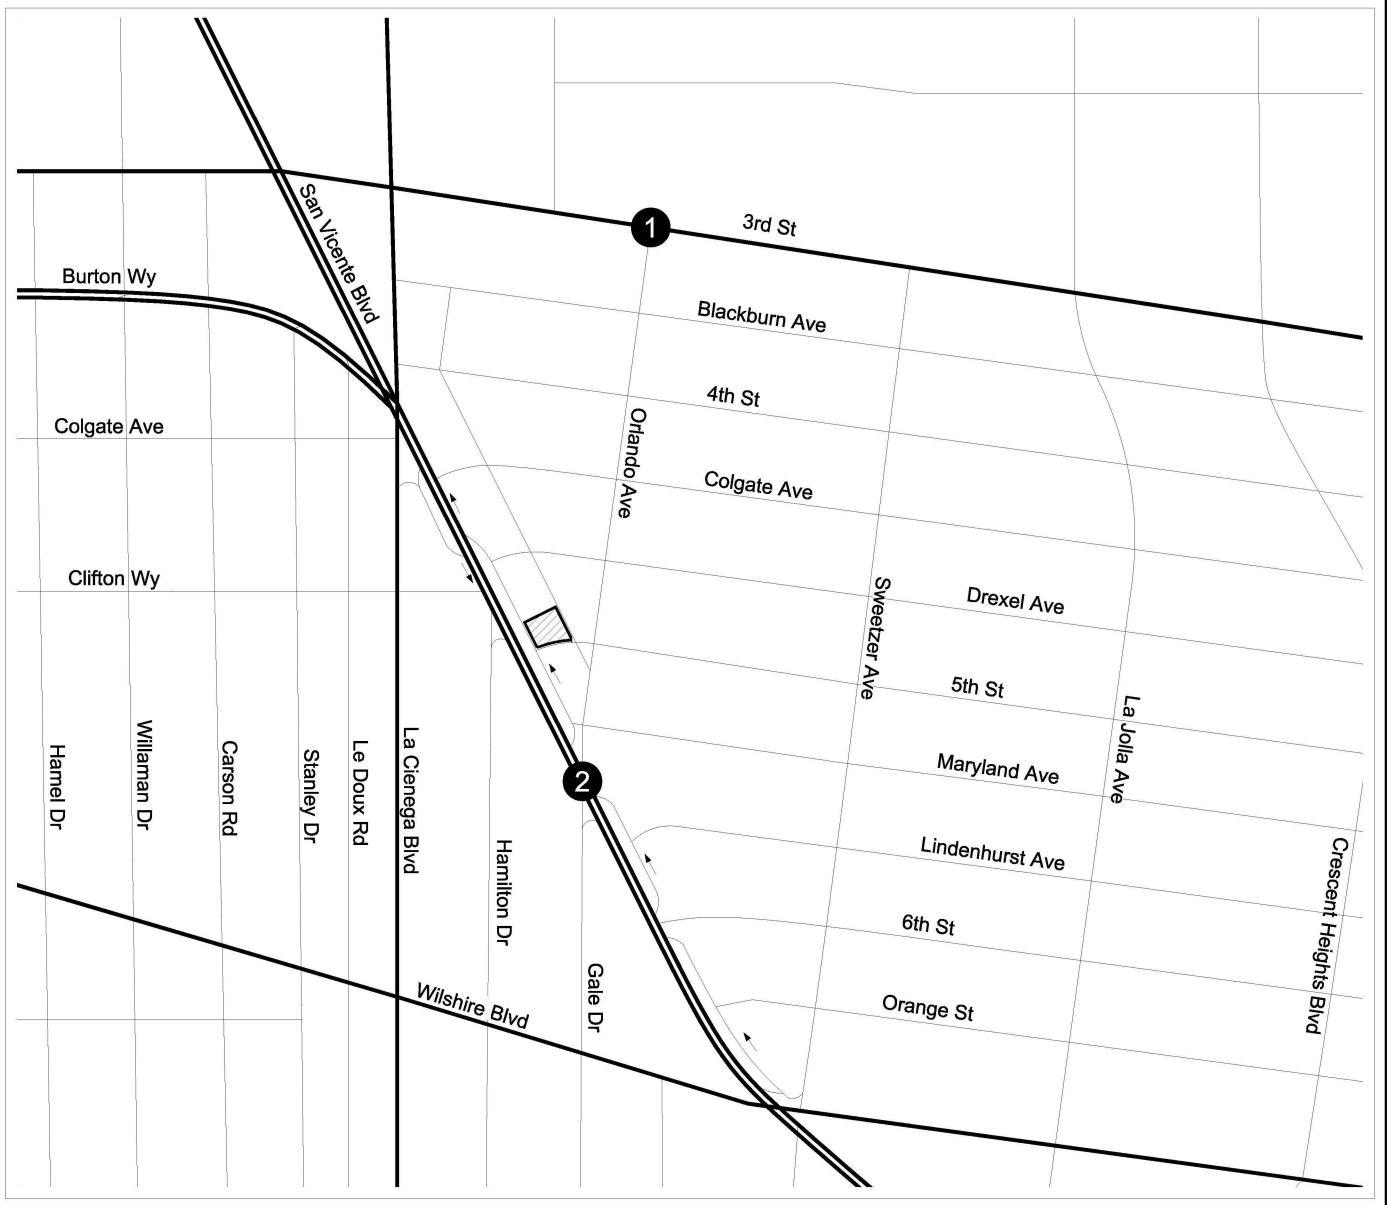 1
3rd St
San Vicente Blvd
Burton Wy
Blackburn Ave
4th St
Orlando Ave
Colgate Ave
Colgate Ave
Clifton Wy
Drexel Ave
Sweetzer Ave
5th St
La Jolla Ave
Maryland Ave
2
Hamel Dr
Willaman Dr
Carson Rd
Stanley Dr
Le Doux Rd
La Cienega Blvd
Hamilton Dr
Lindenhurst Ave
Crescent Heights Blvd
6th St
Gale Dr
Wilshire Blvd
Orange St